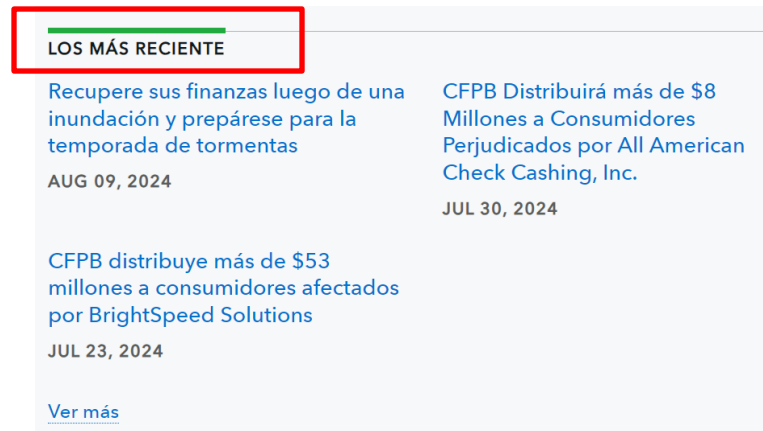 LOS MÁS RECIENTE
Recupere sus finanzas luego de una
inundación y prepárese para la
temporada de tormentas
AUG 09, 2024
CFPB Distribuirá más de $8
Millones a Consumidores
Perjudicados por All American
Check Cashing, Inc.
JUL 30, 2024
CFPB distribuye más de $53
millones a consumidores afectados
por BrightSpeed Solutions
JUL 23, 2024
Ver más